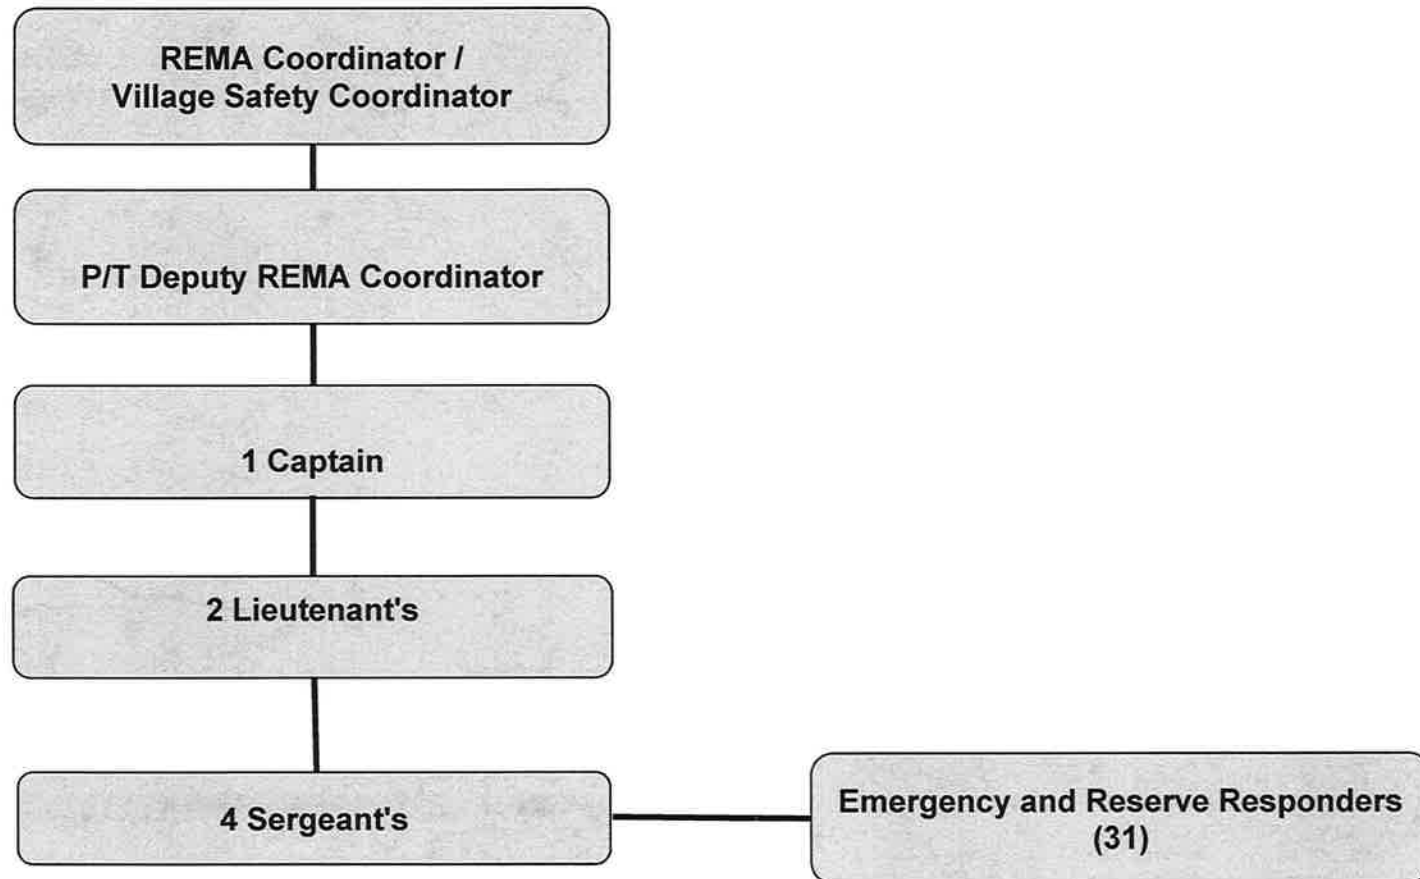 REMA Coordinator /
Village Safety Coordinator
P/T Deputy REMA Coordinator
1 Captain
2 Lieutenant's
4 Sergeant's
Emergency and Reserve Responders
(31)